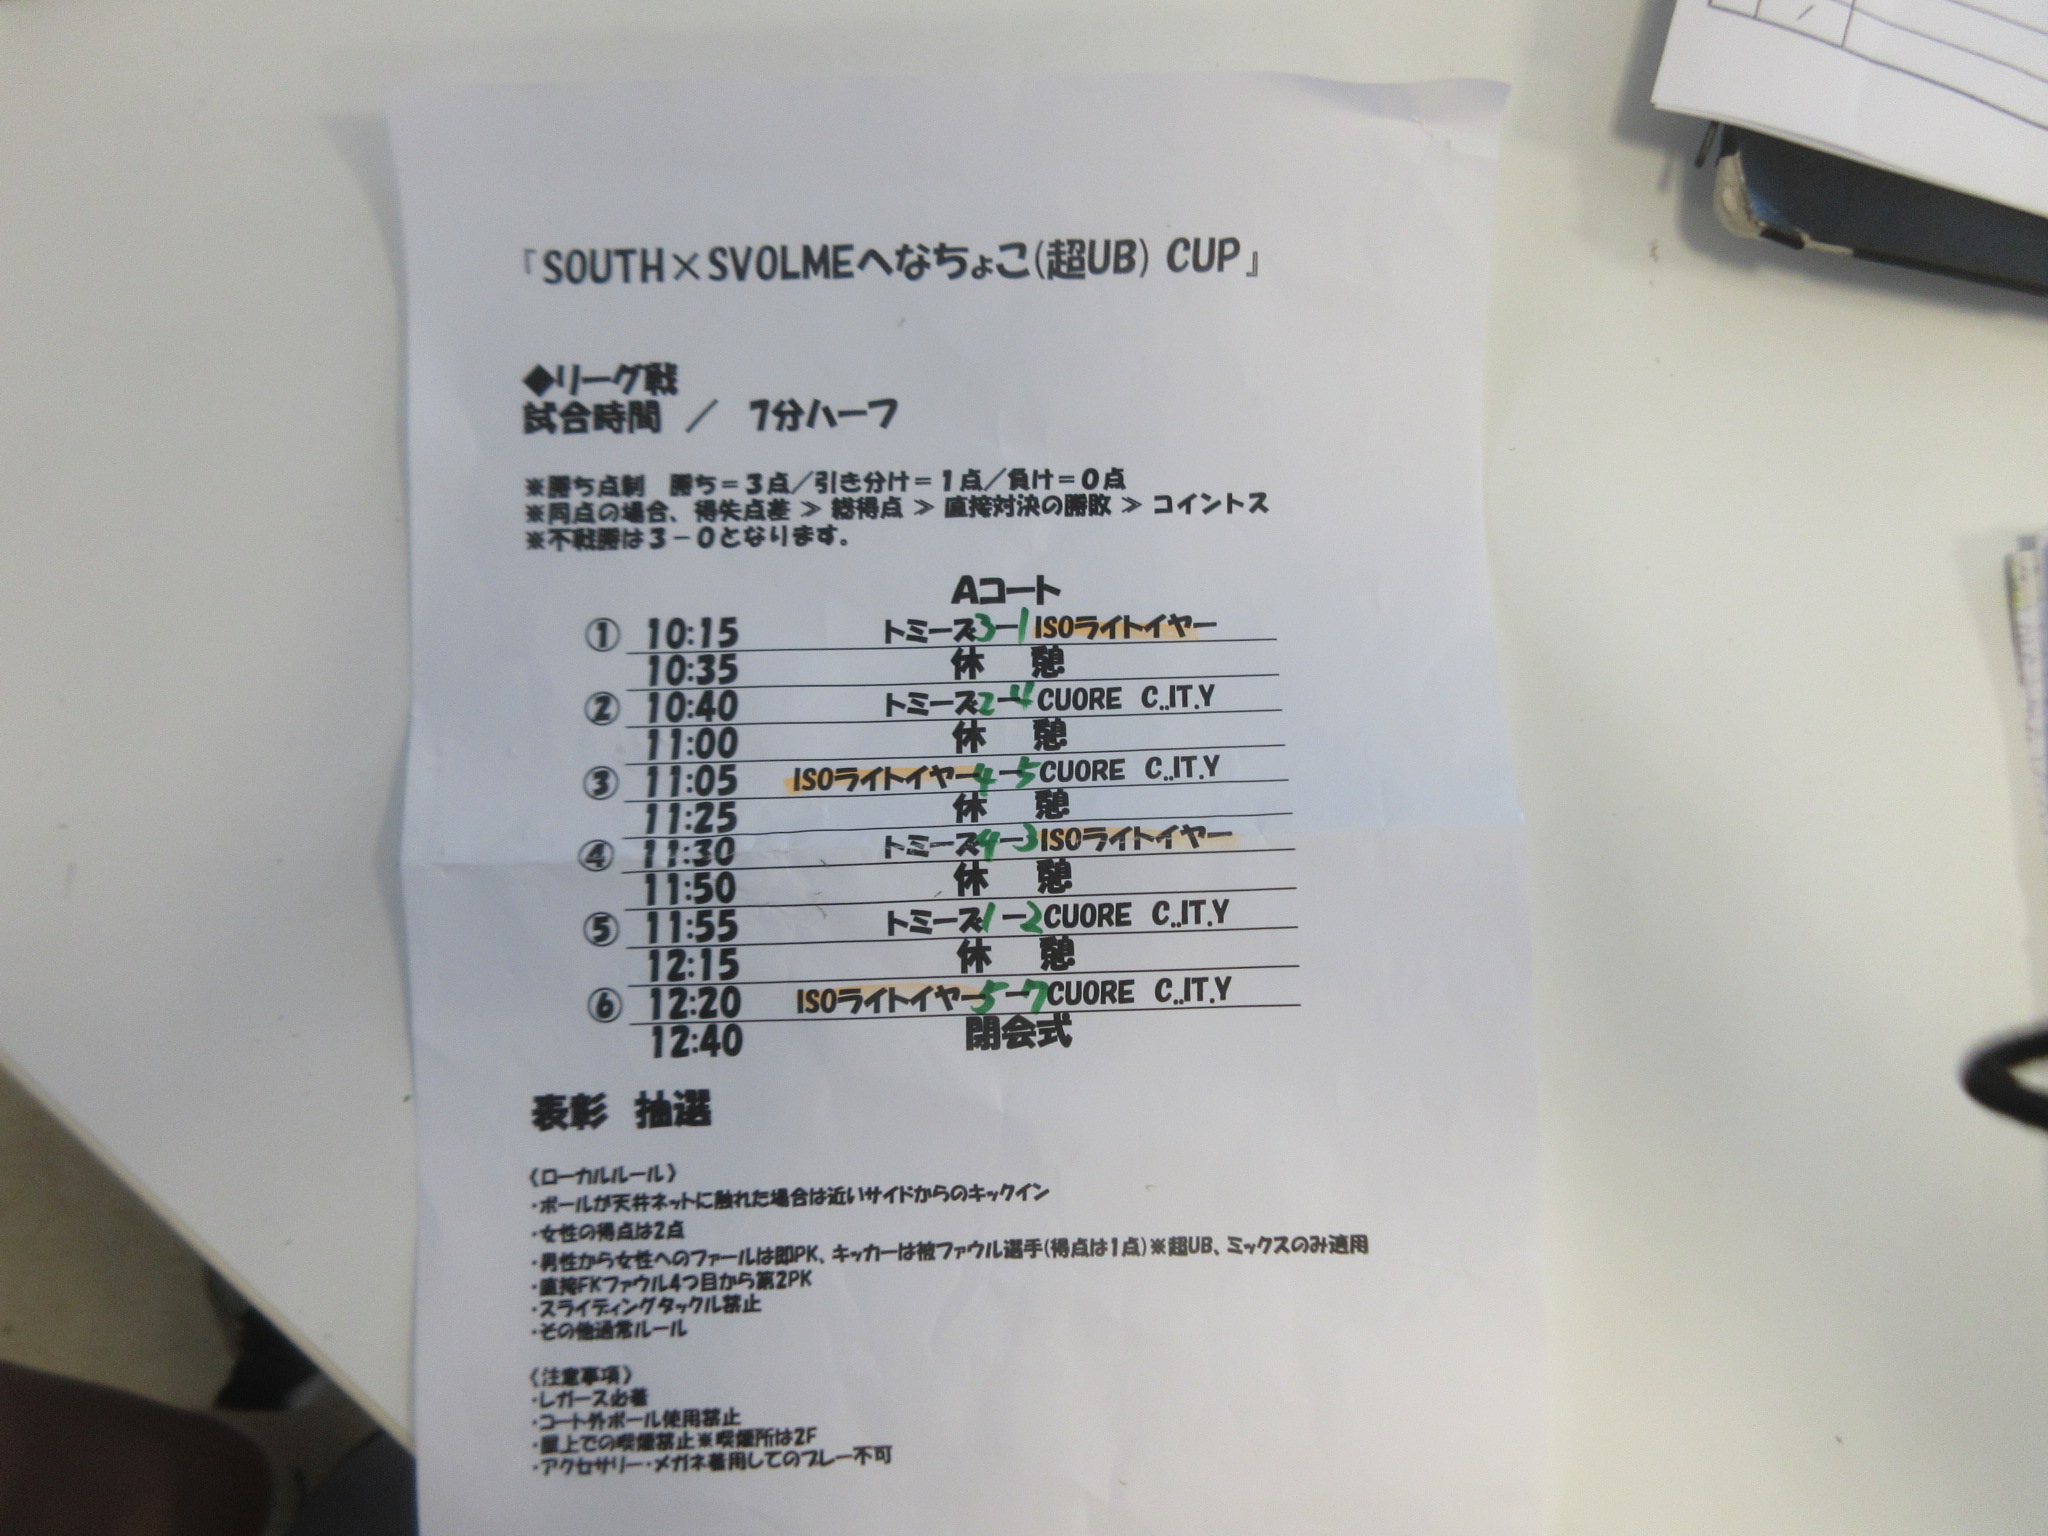 『SOUTH×SVOLMEへなちょこ(超UB) CUP』
◆リーグ戦
試合時間 ／ 7分ハーフ
※勝ち点制 勝ち＝3点／引き分け＝1点／負け＝0点
※同点の場合、得失点差 ≫ 総得点 ≫ 直接対決の勝敗 ≫ コイントス
※不戦勝は3－0となります。
Aコート
① 10:15 トミーズ3-1ISOライトイヤー
10:35 休 憩
② 10:40 トミーズ2-4CUORE C..IT.Y
11:00 休 憩
③ 11:05 ISOライトイヤー4-5CUORE C..IT.Y
11:25 休 憩
④ 11:30 トミーズ4-3ISOライトイヤー
11:50 休 憩
⑤ 11:55 トミーズ1-2CUORE C..IT.Y
12:15 休 憩
⑥ 12:20 ISOライトイヤー5-7CUORE C..IT.Y
12:40 閉会式
表彰 抽選
《ローカルルール》
・ボールが天井ネットに触れた場合は近いサイドからのキックイン
・女性の得点は2点
・男性から女性へのファールは即PK、キッカーは被ファウル選手(得点は1点)※超UB、ミックスのみ適用
・直接FKファウル4つ目から第2PK
・スライディングタックル禁止
・その他通常ルール
《注意事項》
・レガース必着
・コート外ボール使用禁止
・屋上での喫煙禁止※喫煙所は2F
・アクセサリー・メガネ着用してのプレー不可